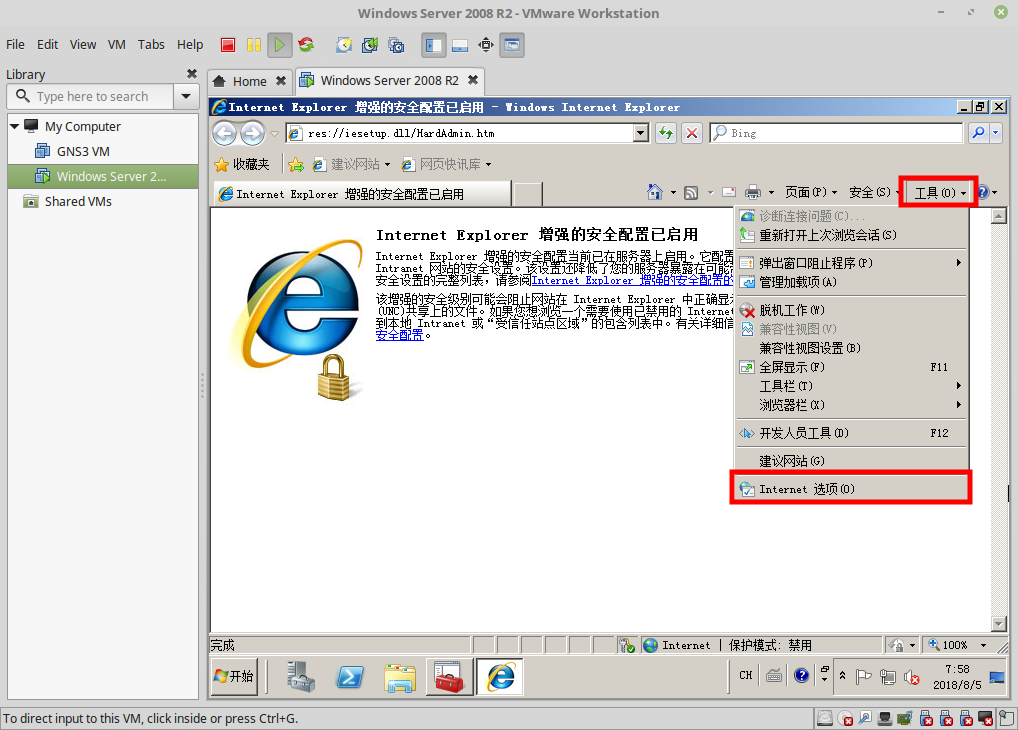 Windows Server 2008 R2 - VMware Workstation
File Edit View VM Tabs Help
Library
Type here to search
My Computer
GNS3 VM
Windows Server 2...
Shared VMs
Home
Windows Server 2008 R2
Internet Explorer 增强的安全配置已启用 - Windows Internet Explorer
res://iesetup.dll/HardAdmin.htm
Bing
收藏夹
建议网站
网页快讯库
Internet Explorer 增强的安全配置已启用
页面(P)
安全(S)
工具(O)
Internet Explorer 增强的安全配置已启用
Internet Explorer 增强的安全配置当前已在服务器上启用。它配置
Intranet 网站的安全设置。该设置还降低了您的服务器暴露在可能
安全设置的完整列表，请参阅Internet Explorer 增强的安全配置的
该增强的安全级别可能会阻止网站在 Internet Explorer 中正确显示
(UNC)共享上的文件。如果您想浏览一个需要使用已禁用的 Internet
到本地 Intranet 或“受信任站点区域”的包含列表中。有关详细信
安全配置。
诊断连接问题(C)...
重新打开上次浏览会话(S)
弹出窗口阻止程序(P)
管理加载项(A)
脱机工作(W)
兼容性视图(V)
兼容性视图设置(B)
全屏显示(F) F11
工具栏(T)
浏览器栏(X)
开发人员工具(D) F12
建议网站(G)
Internet 选项(O)
完成
Internet | 保护模式: 禁用
100%
开始
CH
7:58
2018/8/5
To direct input to this VM, click inside or press Ctrl+G.